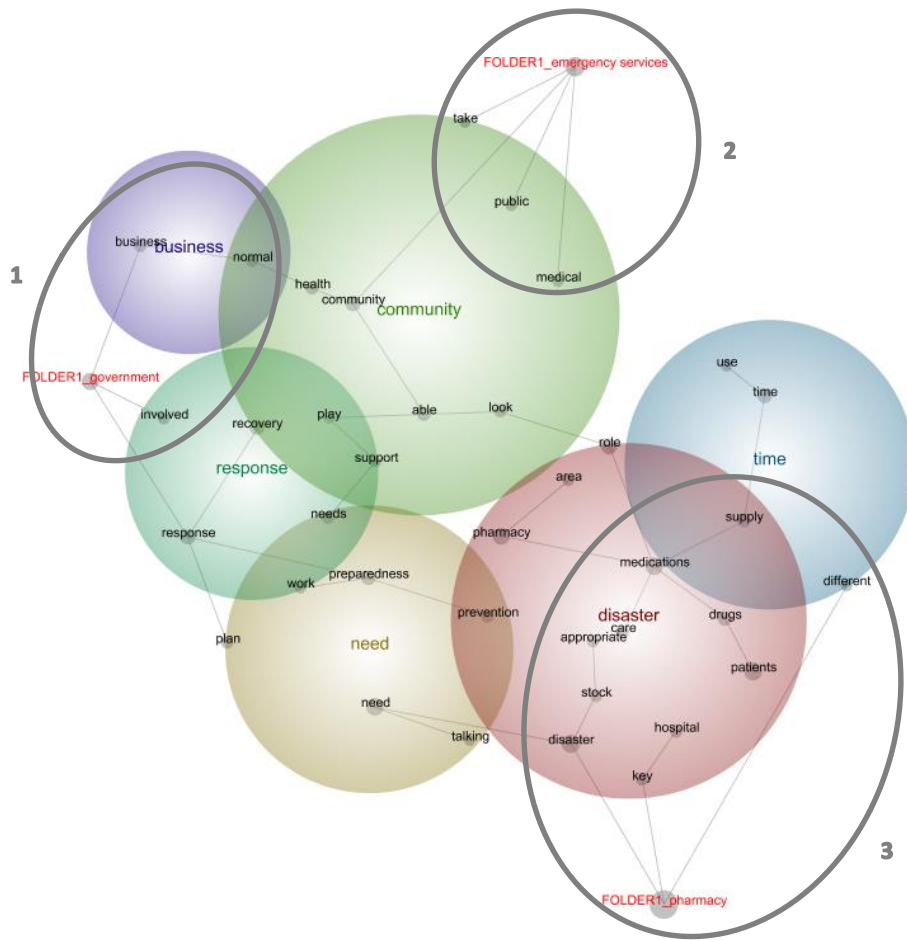 FOLDER1_emergency services
take
2
public
business
business
normal
1
medical
health
community
community
use
FOLDER1_government
time
involved
play
able
look
recovery
role
support
time
response
area
needs
supply
response
pharmacy
medications
preparedness
work
different
prevention
disaster
drugs
care
appropriate
plan
need
patients
stock
need
hospital
talking
disaster
key
3
FOLDER1_pharmacy